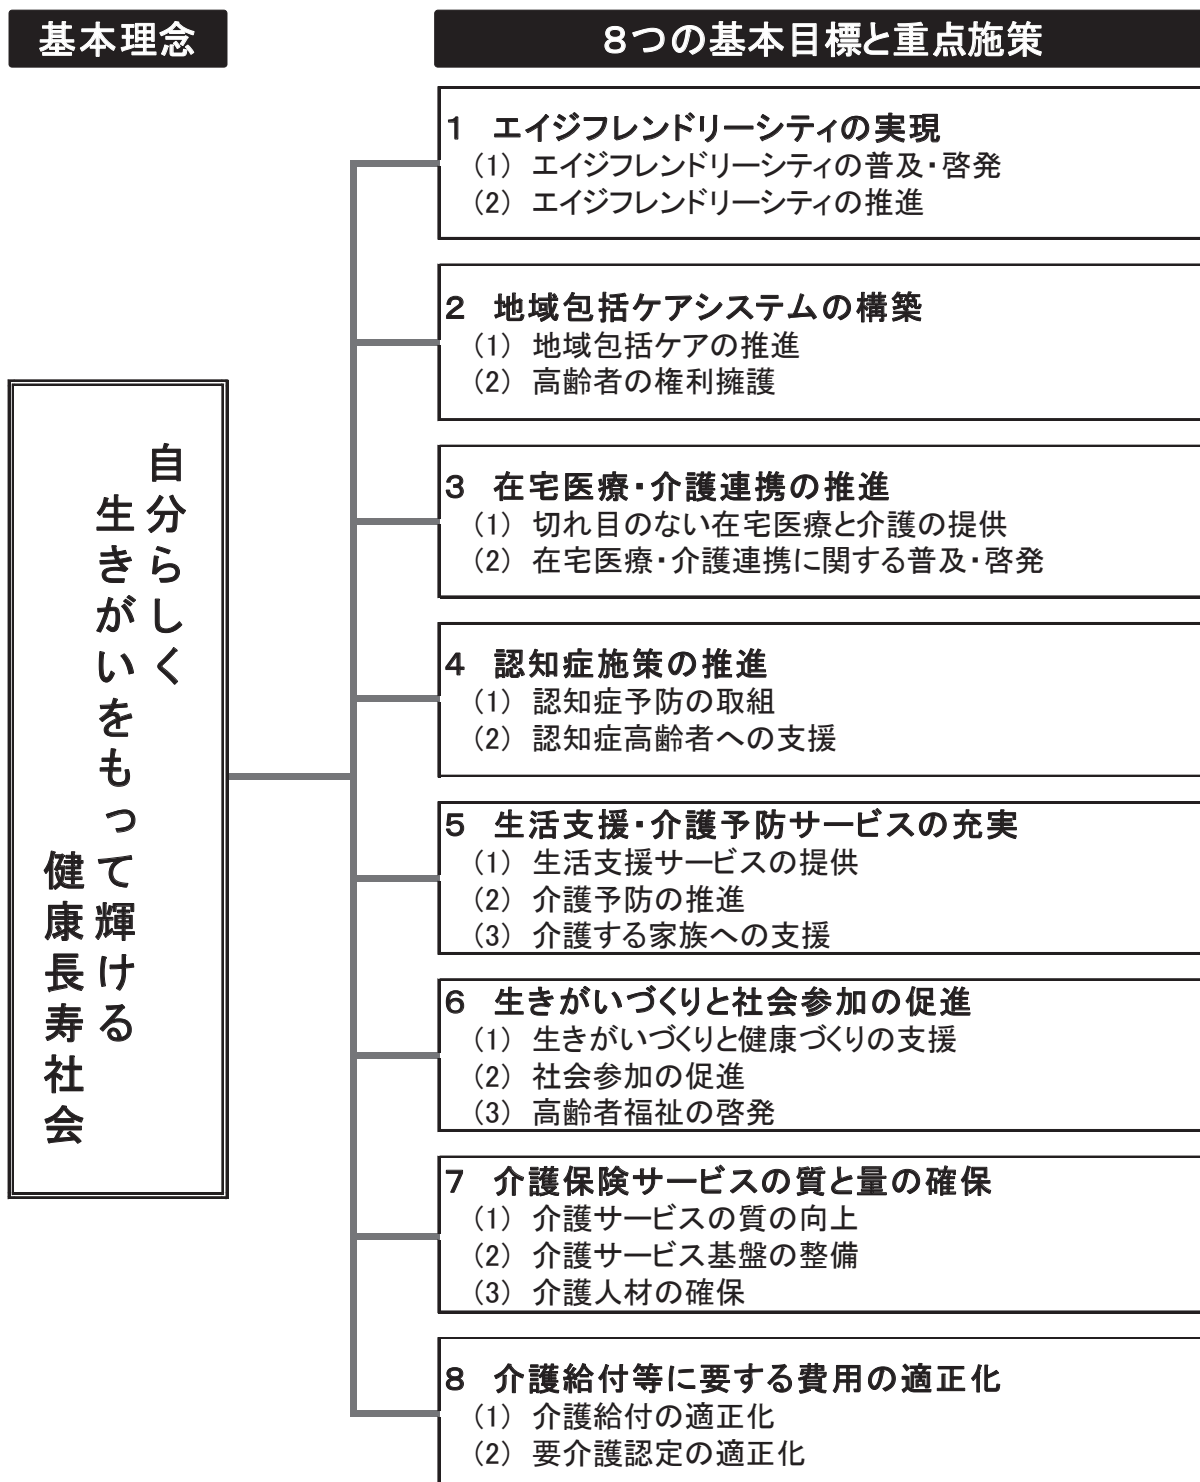 基本理念
8つの基本目標と重点施策
自分らしく
生きがいをもって輝ける
健康長寿社会
1 エイジフレンドリーシティの実現
(1) エイジフレンドリーシティの普及・啓発
(2) エイジフレンドリーシティの推進
2 地域包括ケアシステムの構築
(1) 地域包括ケアの推進
(2) 高齢者の権利擁護
3 在宅医療・介護連携の推進
(1) 切れ目のない在宅医療と介護の提供
(2) 在宅医療・介護連携に関する普及・啓発
4 認知症施策の推進
(1) 認知症予防の取組
(2) 認知症高齢者への支援
5 生活支援・介護予防サービスの充実
(1) 生活支援サービスの提供
(2) 介護予防の推進
(3) 介護する家族への支援
6 生きがいづくりと社会参加の促進
(1) 生きがいづくりと健康づくりの支援
(2) 社会参加の促進
(3) 高齢者福祉の啓発
7 介護保険サービスの質と量の確保
(1) 介護サービスの質の向上
(2) 介護サービス基盤の整備
(3) 介護人材の確保
8 介護給付等に要する費用の適正化
(1) 介護給付の適正化
(2) 要介護認定の適正化